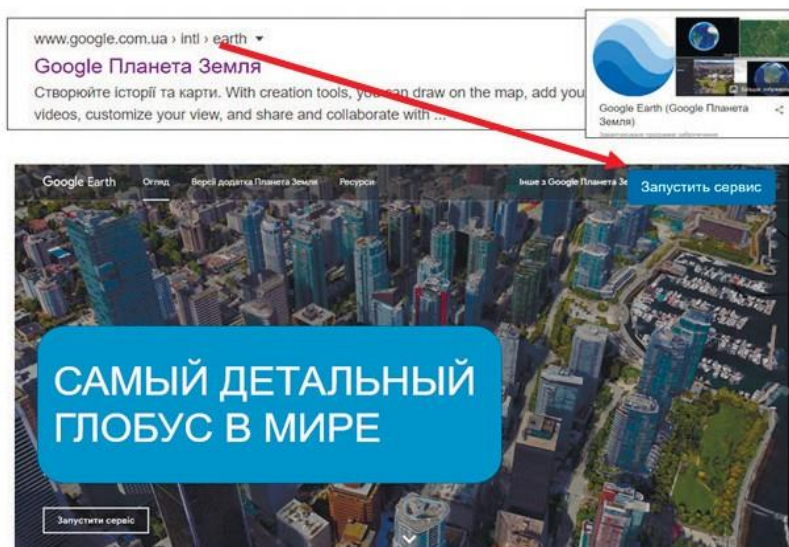 www.google.com.ua › intl › earth
Google Планета Земля
Створюйте історії та карти. With creation tools, you can draw on the map, add you
videos, customize your view, and share and collaborate with ...
Google Earth (Google Планета
Земля)
Google Earth
Огляд
Версії додатка Планета Земля
Ресурси
Інше з Google Планета Зе
Запустить сервис
САМЫЙ ДЕТАЛЬНЫЙ
ГЛОБУС В МИРЕ
Запустити сервіс